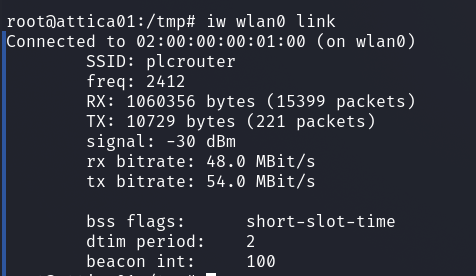 root@attica01:/tmp# iw wlan0 link
Connected to 02:00:00:00:01:00 (on wlan0)
SSID: plcrouter
freq: 2412
RX: 1060356 bytes (15399 packets)
TX: 10729 bytes (221 packets)
signal: -30 dBm
rx bitrate: 48.0 MBit/s
tx bitrate: 54.0 MBit/s
bss flags: short-slot-time
dtim period: 2
beacon int: 100